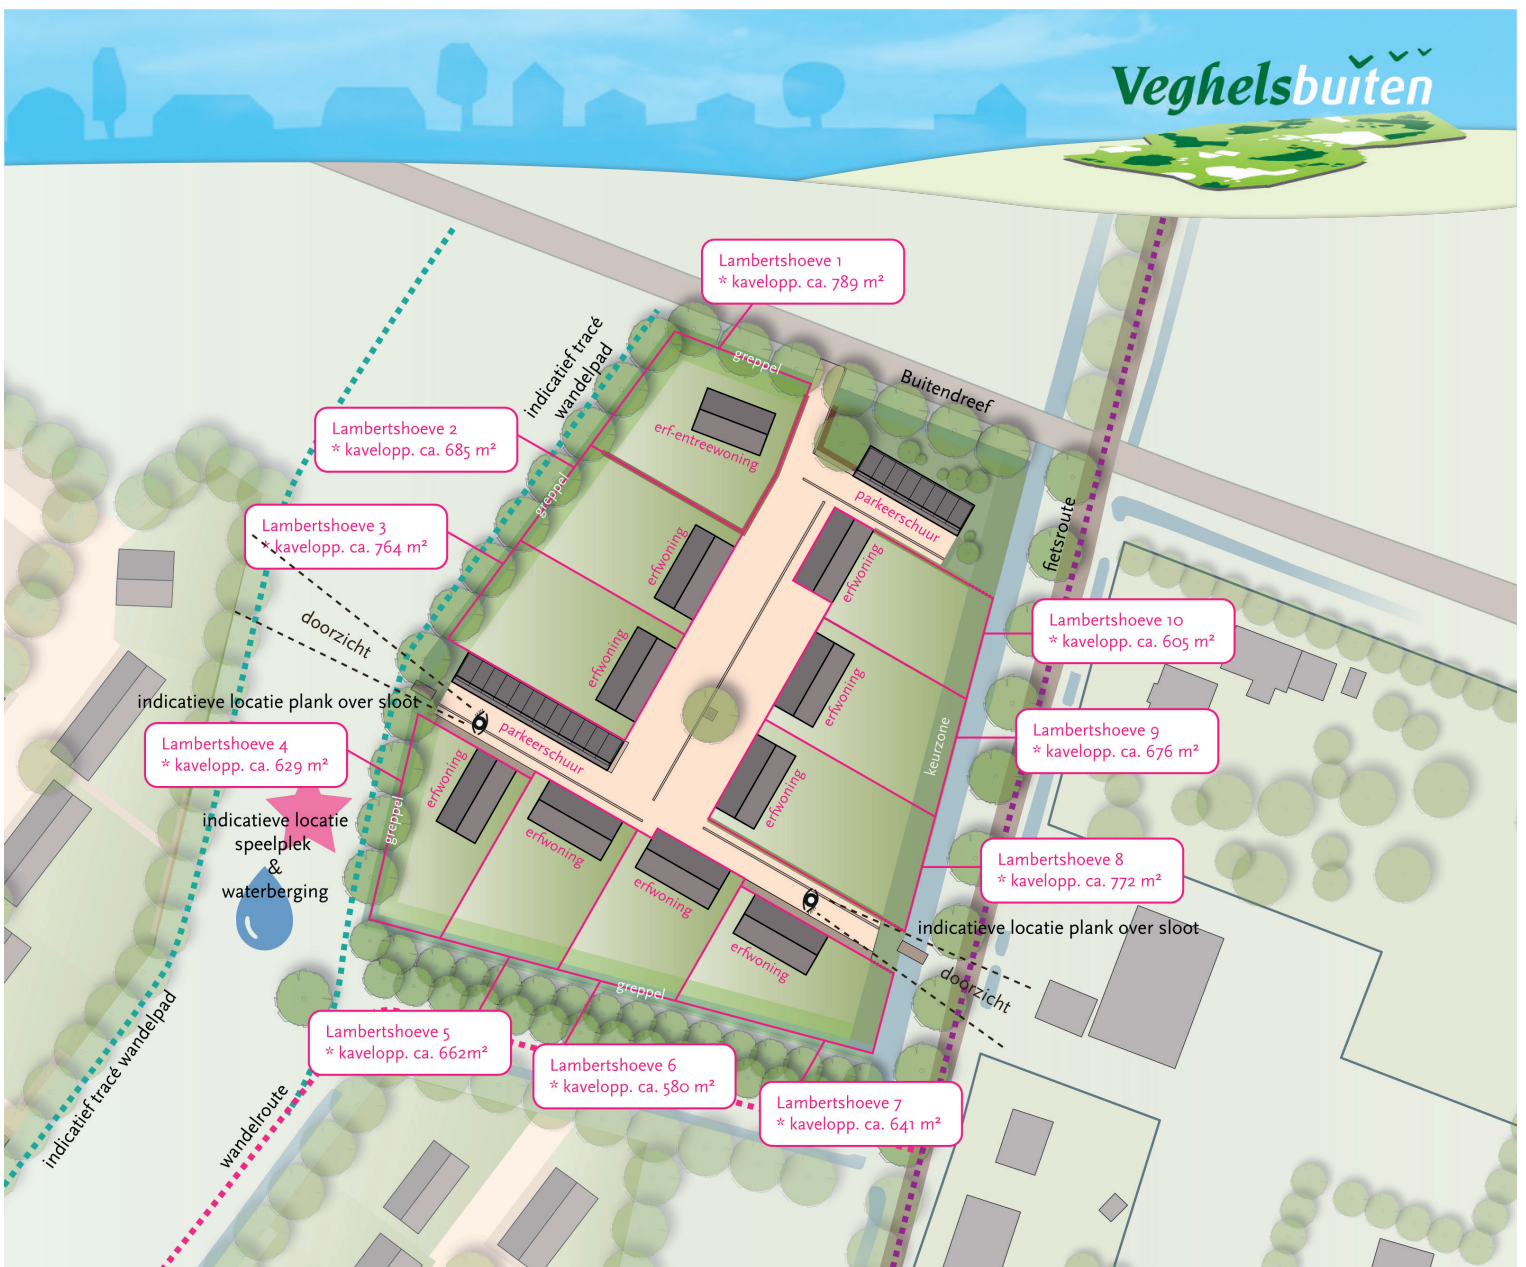 Veghelsbuiten
Lambertshoeve 1
* kavelopp. ca. 789 m²
indicatief tracé
wandelpad
greppel
Buitendreef
Lambertshoeve 2
* kavelopp. ca. 685 m²
erf-entreewoning
greppel
parkeerschuur
fietsroute
Lambertshoeve 3
* kavelopp. ca. 764 m²
erfwoning
erfwoning
doorzicht
Lambertshoeve 10
* kavelopp. ca. 605 m²
erfwoning
erfwoning
indicatieve locatie plank over sloot
parkeerschuur
keurzone
Lambertshoeve 9
* kavelopp. ca. 676 m²
Lambertshoeve 4
* kavelopp. ca. 629 m²
erfwoning
erfwoning
greppel
indicatieve locatie
speelplek
&
waterberging
erfwoning
erfwoning
erfwoning
Lambertshoeve 8
* kavelopp. ca. 772 m²
indicatieve locatie plank over sloot
doorzicht
greppel
Lambertshoeve 5
* kavelopp. ca. 662m²
Lambertshoeve 6
* kavelopp. ca. 580 m²
Lambertshoeve 7
* kavelopp. ca. 641 m²
indicatief tracé wandelpad
wandelroute